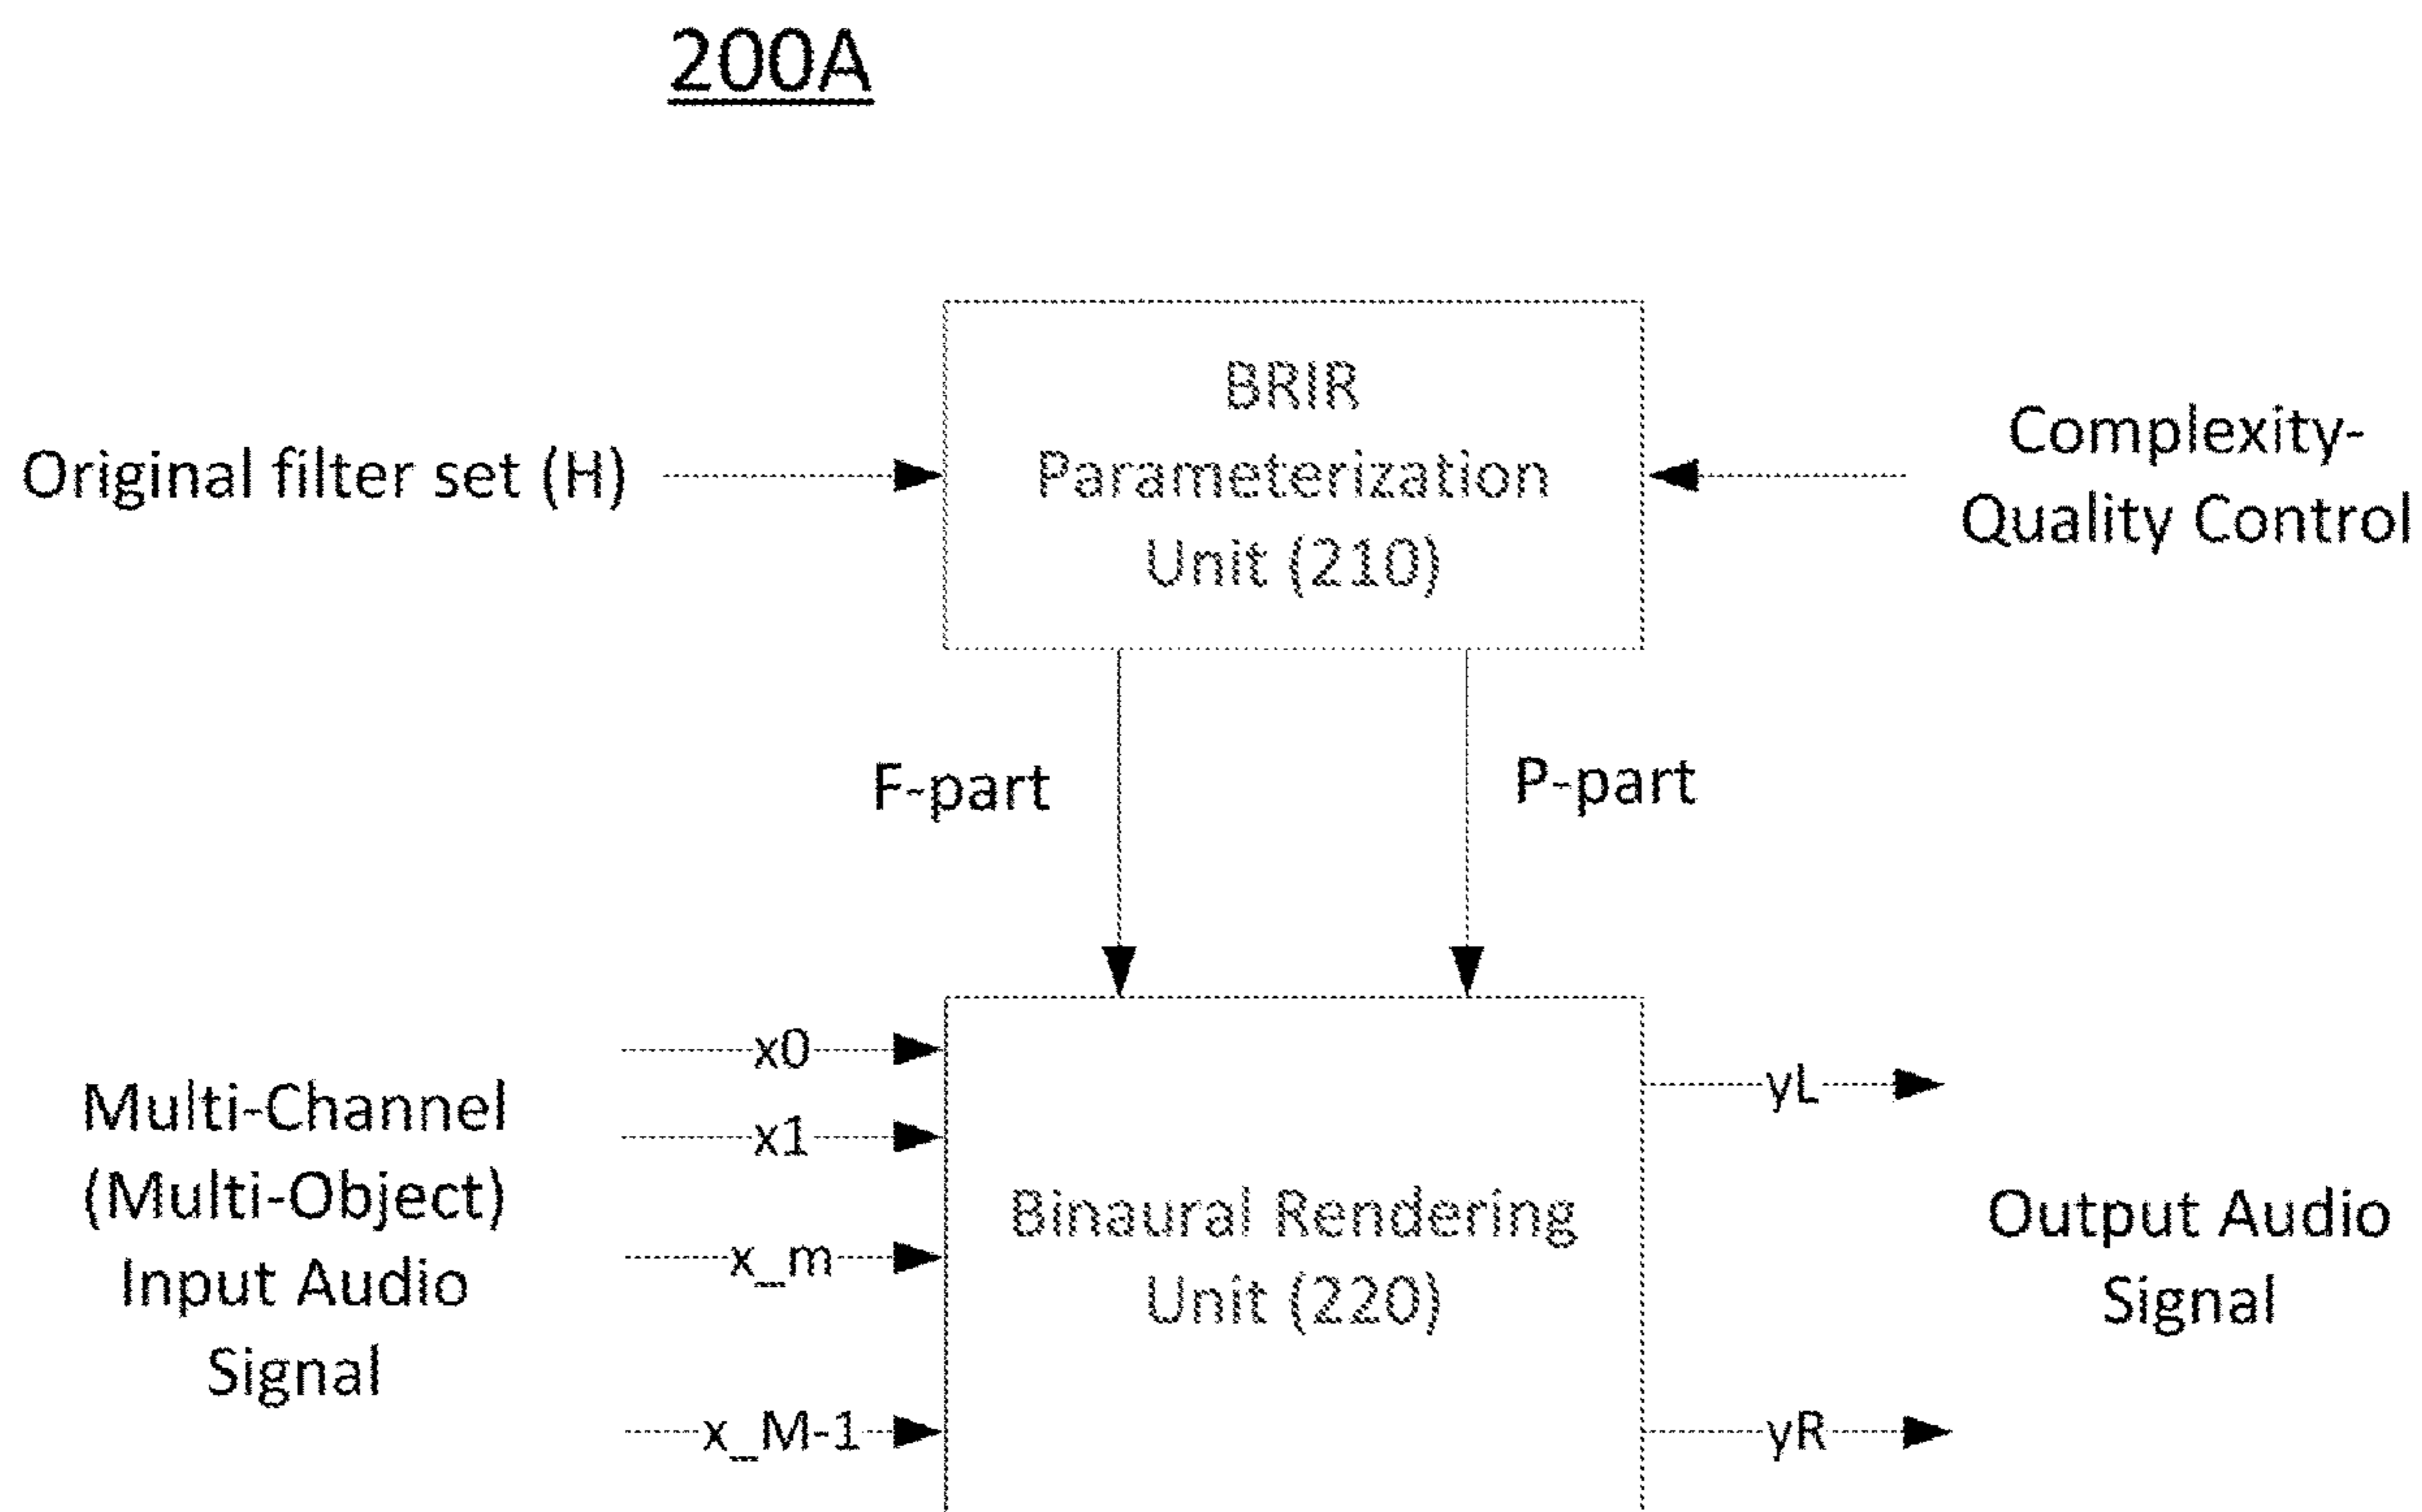 200A
BRIR
Parameterization
Unit (210)
Original filter set (H)
Complexity-
Quality Control
F-part
P-part
x0
x1
x_m
x_M-1
Multi-Channel
(Multi-Object)
Input Audio
Signal
Binaural Rendering
Unit (220)
yL
yR
Output Audio
Signal